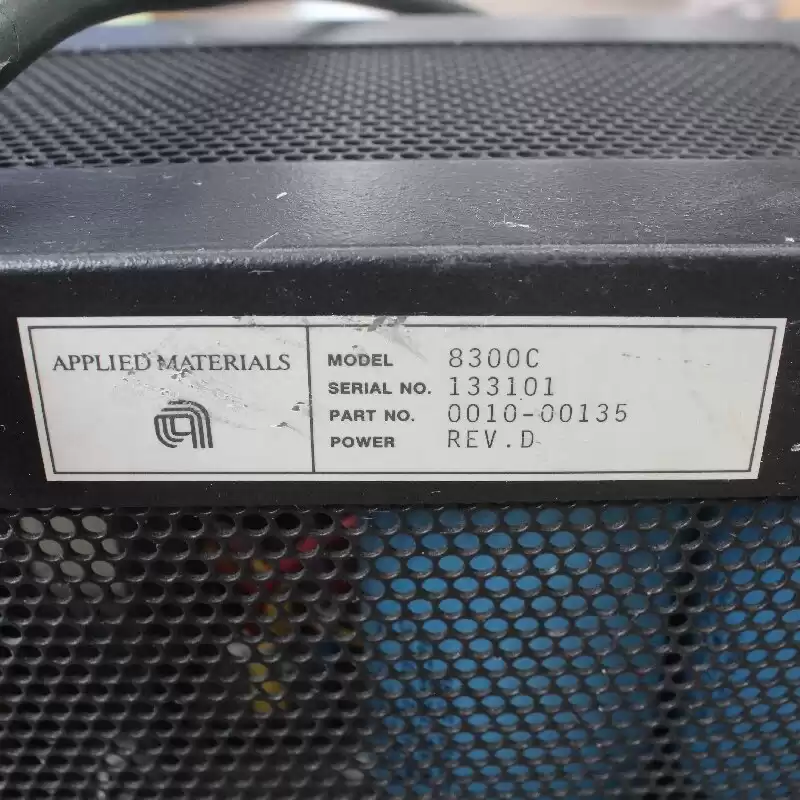 APPLIED MATERIALS
MODEL 8300C
SERIAL NO. 133101
PART NO. 0010-00135
POWER REV.D